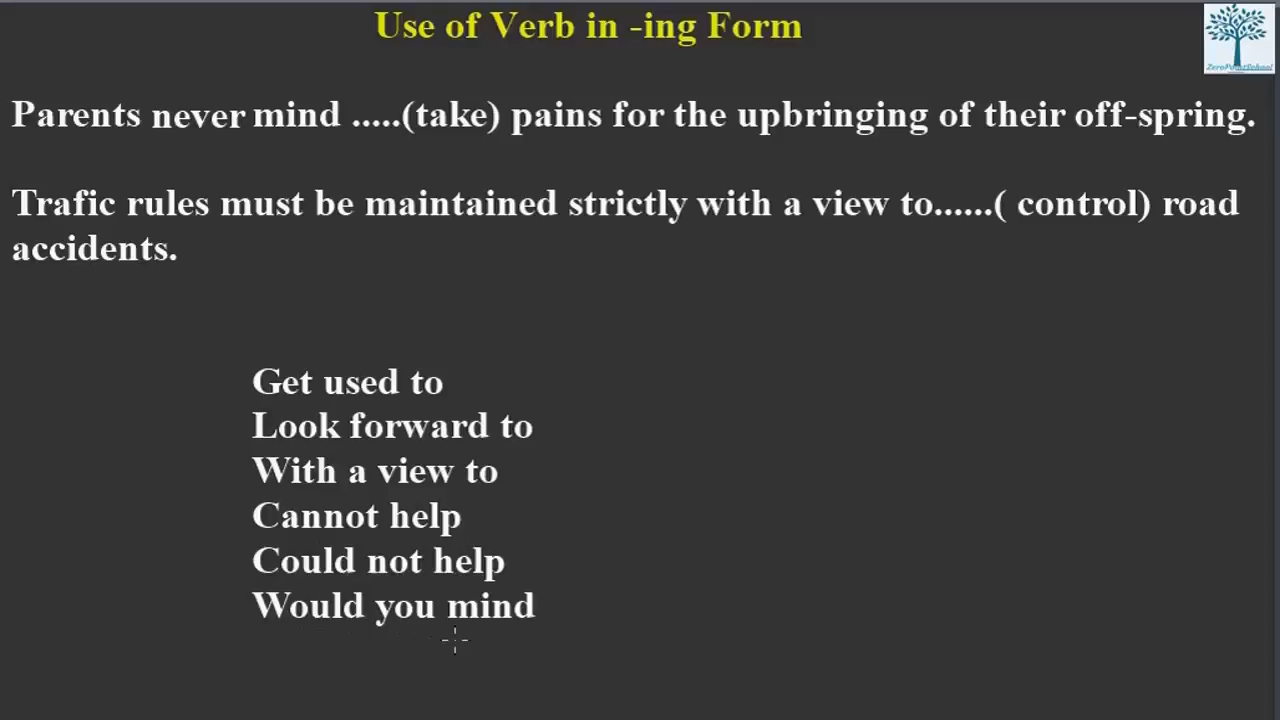 Use of Verb in -ing Form
ZeroPointSchool
Parents never mind .....(take) pains for the upbringing of their off-spring.
Trafic rules must be maintained strictly with a view to......( control) road
accidents.
Get used to
Look forward to
With a view to
Cannot help
Could not help
Would you mind